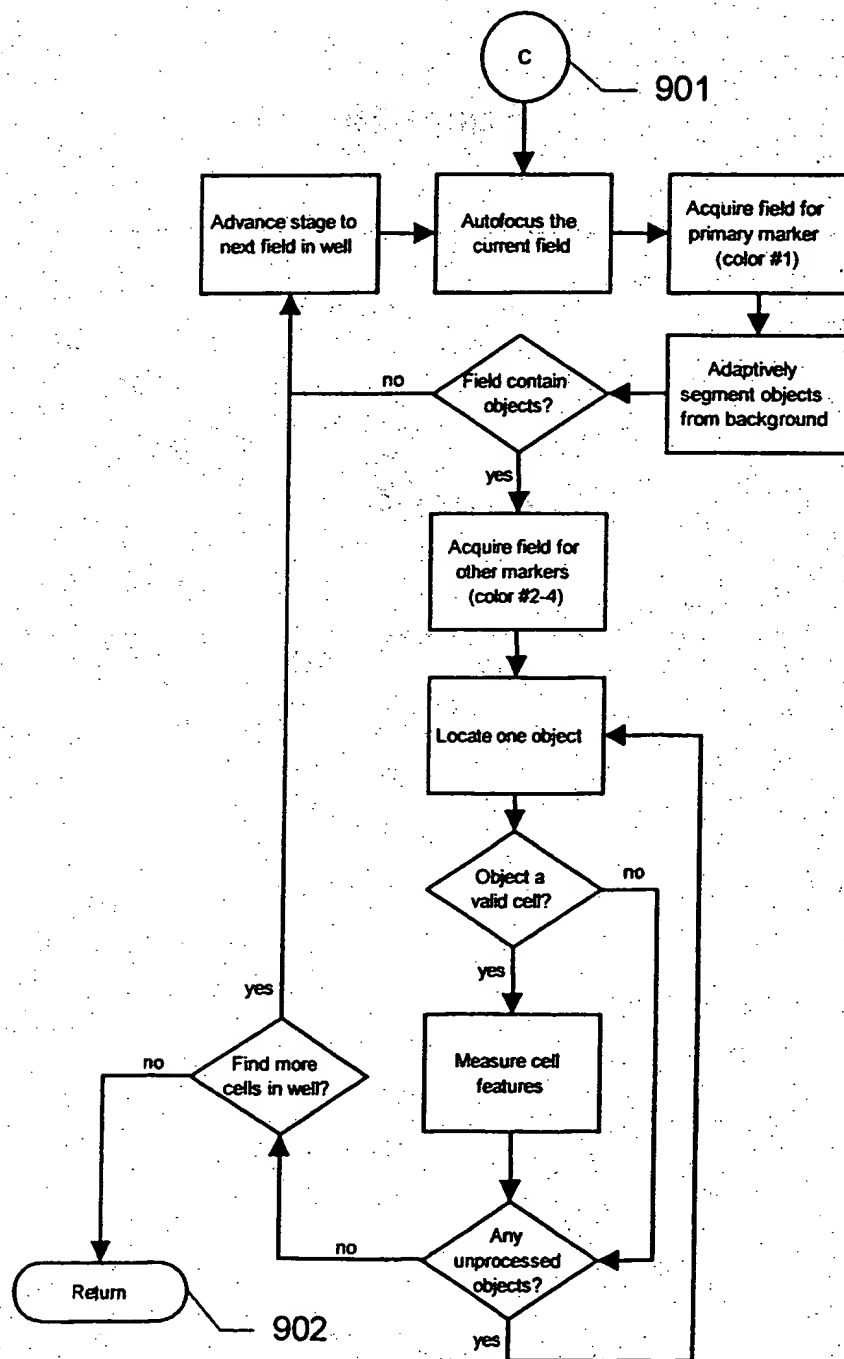 C
901
Advance stage to
next field in well
Autofocus the
current field
Acquire field for
primary marker
(color #1)
no
Field contain
objects?
Adaptively
segment objects
from background
yes
Acquire field for
other markers
(color #2-4)
Locate one object
Object a
valid cell?
no
yes
yes
Measure cell
features
no
Find more
cells in well?
no
Any
unprocessed
objects?
Return
902
yes